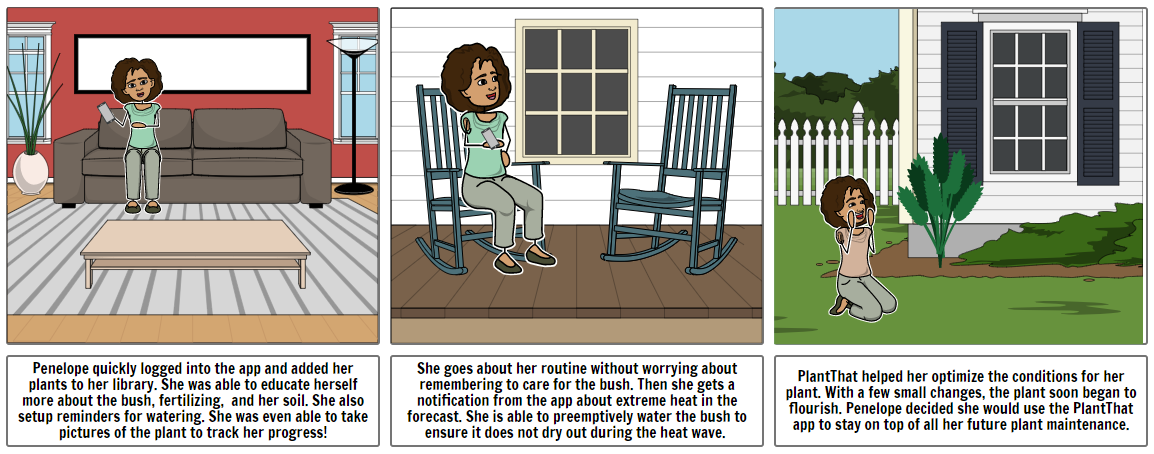 Penelope quickly logged into the app and added her
plants to her library. She was able to educate herself
more about the bush, fertilizing,  and her soil. She also
setup reminders for watering. She was even able to take
pictures of the plant to track her progress!
She goes about her routine without worrying about
remembering to care for the bush. Then she gets a
notification from the app about extreme heat in the
forecast. She is able to preemptively water the bush to
ensure it does not dry out during the heat wave.
PlantThat helped her optimize the conditions for her
plant. With a few small changes, the plant soon began to
flourish. Penelope decided she would use the PlantThat
app to stay on top of all her future plant maintenance.